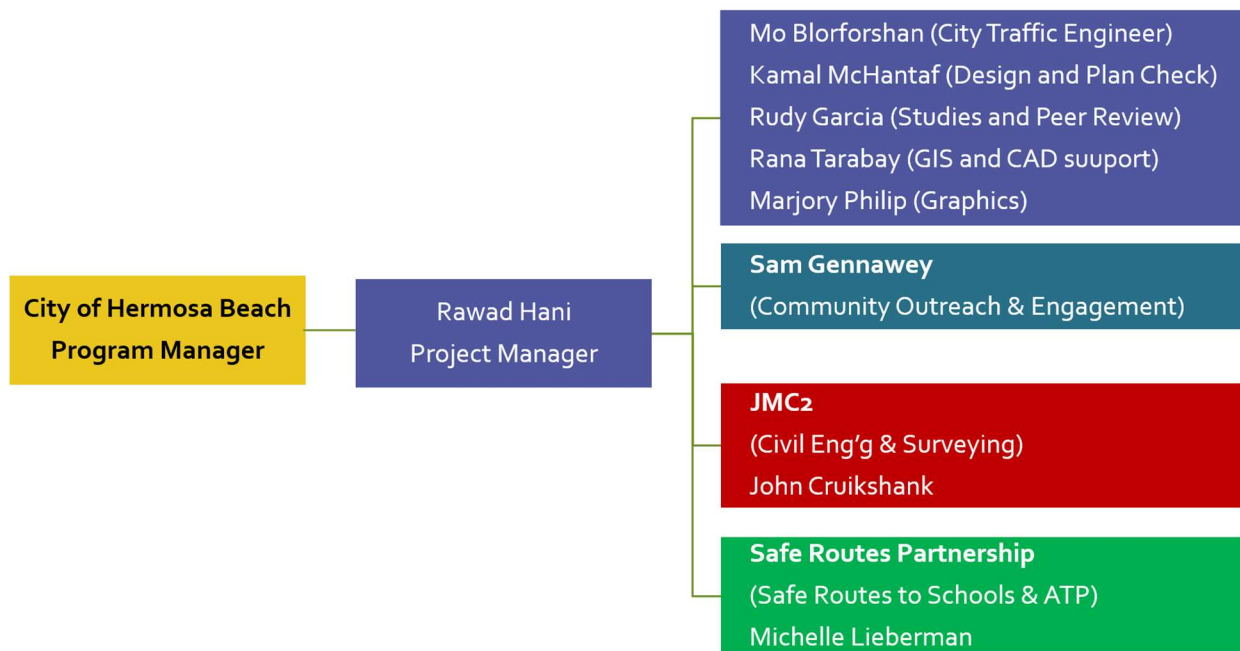 City of Hermosa Beach
Program Manager
Rawad Hani
Project Manager
Mo Blorforshan (City Traffic Engineer)
Kamal McHantaf (Design and Plan Check)
Rudy Garcia (Studies and Peer Review)
Rana Tarabay (GIS and CAD suuport)
Marjory Philip (Graphics)
Sam Gennawey
(Community Outreach & Engagement)
JMC2
(Civil Eng’g & Surveying)
John Cruikshank
Safe Routes Partnership
(Safe Routes to Schools & ATP)
Michelle Lieberman